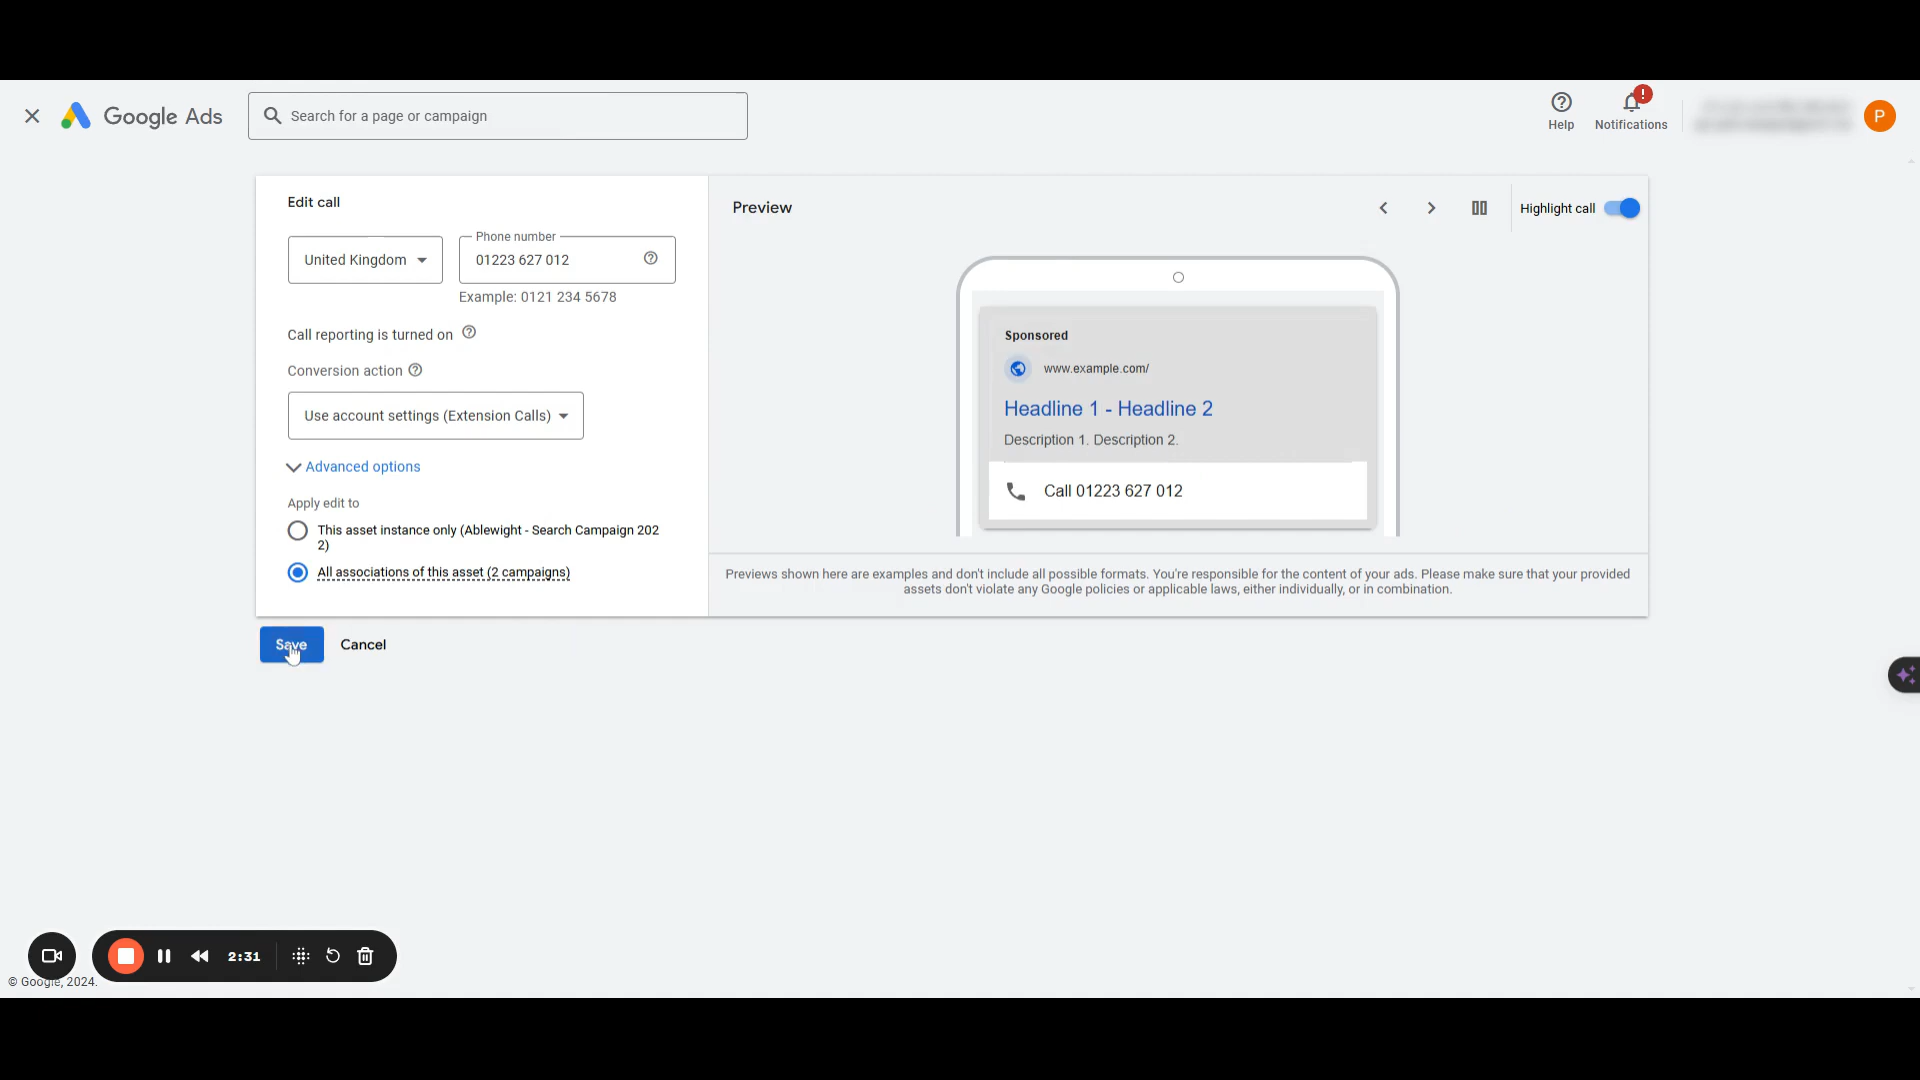 Google Ads
Search for a page or campaign
Help
!
Notifications
P
Edit call
United Kingdom
Phone number
01223 627 012
Example: 0121 234 5678
Call reporting is turned on
Conversion action
Use account settings (Extension Calls)
Advanced options
Apply edit to
This asset instance only (Ablewight - Search Campaign 202
2)
All associations of this asset (2 campaigns)
Save
Cancel
Preview
Highlight call
Sponsored
www.example.com/
Headline 1 - Headline 2
Description 1. Description 2.
Call 01223 627 012
Previews shown here are examples and don't include all possible formats. You're responsible for the content of your ads. Please make sure that your provided
assets don't violate any Google policies or applicable laws, either individually, or in combination.
2:31
© Google, 2024.